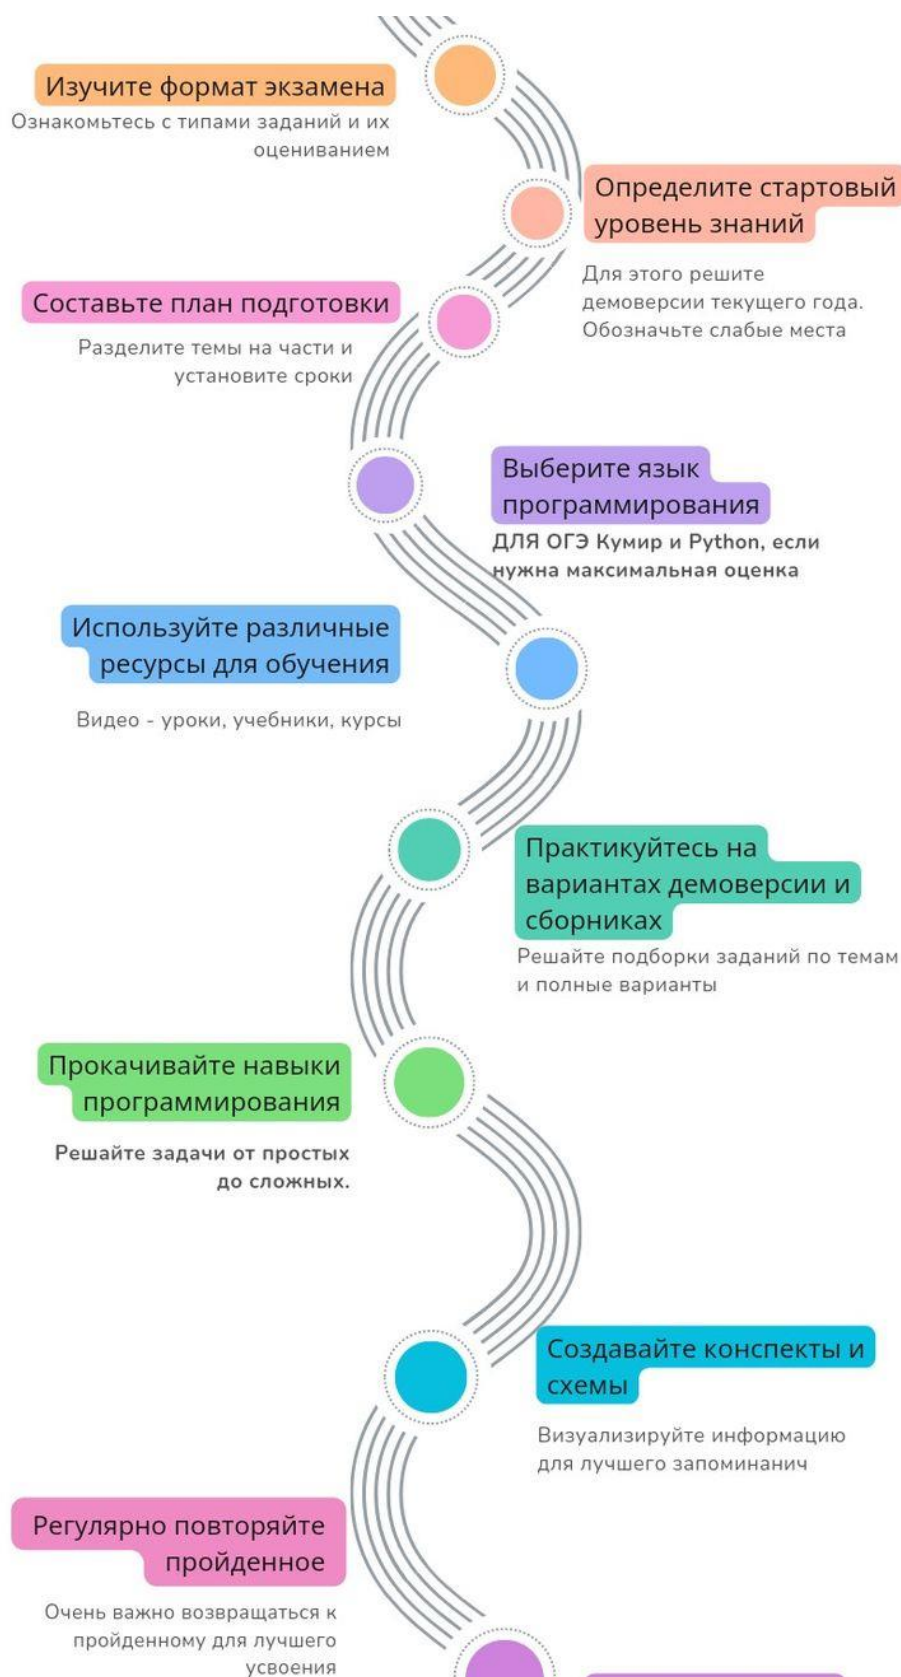 Изучите формат экзамена
Ознакомьтесь с типами заданий и их
оцениванием
Определите стартовый
уровень знаний
Для этого решите
демоверсии текущего года.
Обозначьте слабые места
Составьте план подготовки
Разделите темы на части и
установите сроки
Выберите язык
программирования
ДЛЯ ОГЭ Кумир и Python, если
нужна максимальная оценка
Используйте различные
ресурсы для обучения
Видео - уроки, учебники, курсы
Практикуйтесь на
вариантах демоверсии и
сборниках
Решайте подборки заданий по темам
и полные варианты
Прокачивайте навыки
программирования
Решайте задачи от простых
до сложных.
Создавайте конспекты и
схемы
Визуализируйте информацию
для лучшего запоминанич
Регулярно повторяйте
пройденное
Очень важно возвращаться к
пройденному для лучшего
усвоения